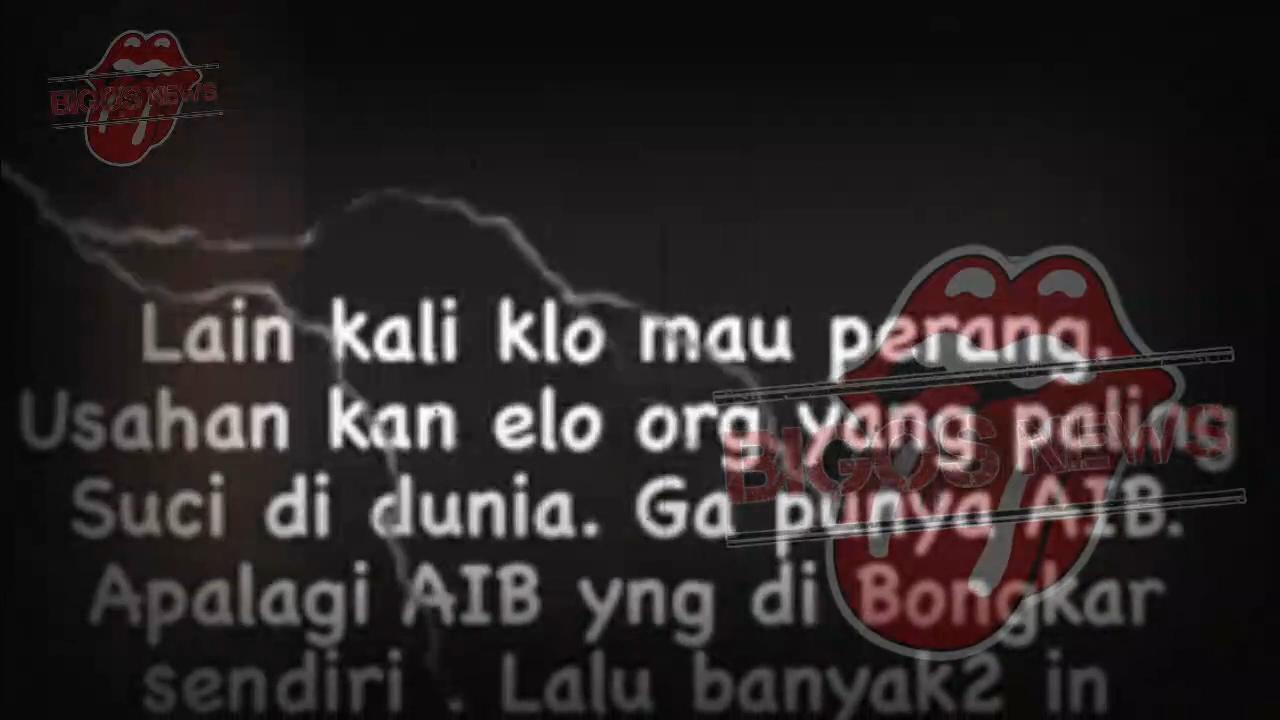 BIGOS NEWS
Lain kali klo mau perang.
Usahan kan elo org yang paling
BIGOS NEWS
Suci di dunia. Ga punya AIB.
Apalagi AIB yng di Bongkar
sendiri . Lalu banyak2 in